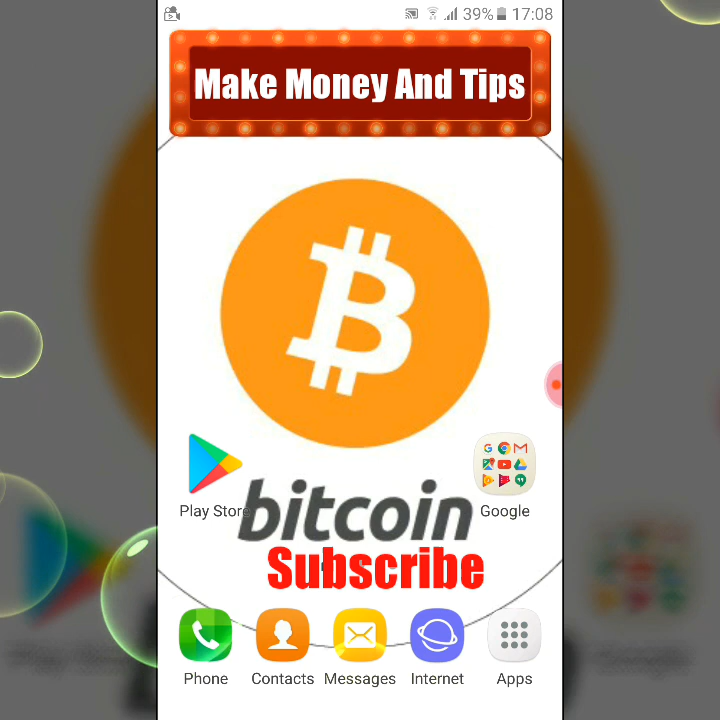 39% 17:08
Make Money And Tips
Play Store
Google
bitcoin
Subscribe
Phone Contacts Messages Internet Apps